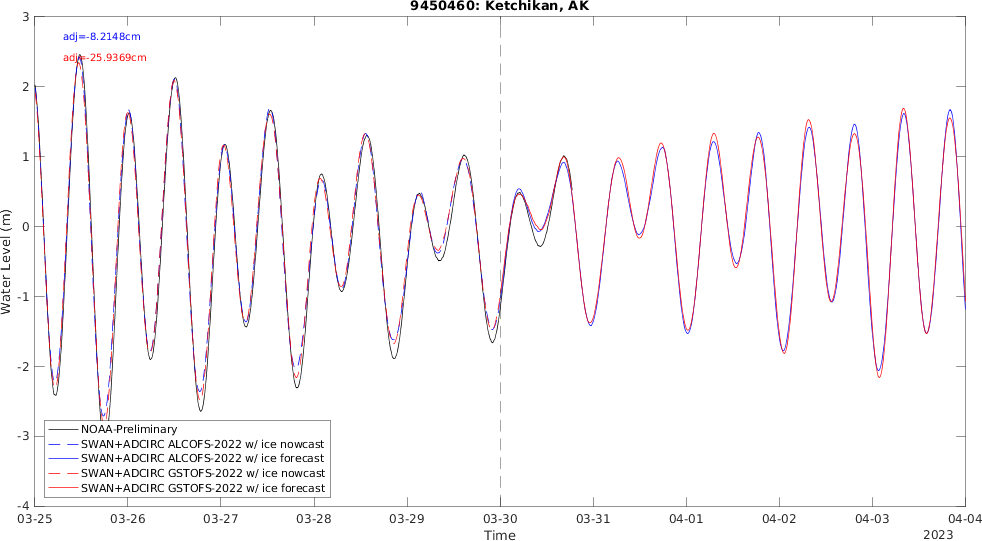 9450460: Ketchikan, AK
adj=-8.2148cm
adj=-25.9369cm
Water Level (m)
3
2
1
0
-1
-2
-3
-4
NOAA-Preliminary
SWAN+ADCIRC ALCOFS-2022 w/ ice nowcast
SWAN+ADCIRC ALCOFS-2022 w/ ice forecast
SWAN+ADCIRC GSTOFS-2022 w/ ice nowcast
SWAN+ADCIRC GSTOFS-2022 w/ ice forecast
03-25 03-26 03-27 03-28 03-29 03-30 03-31 04-01 04-02 04-03 04-04
Time
2023